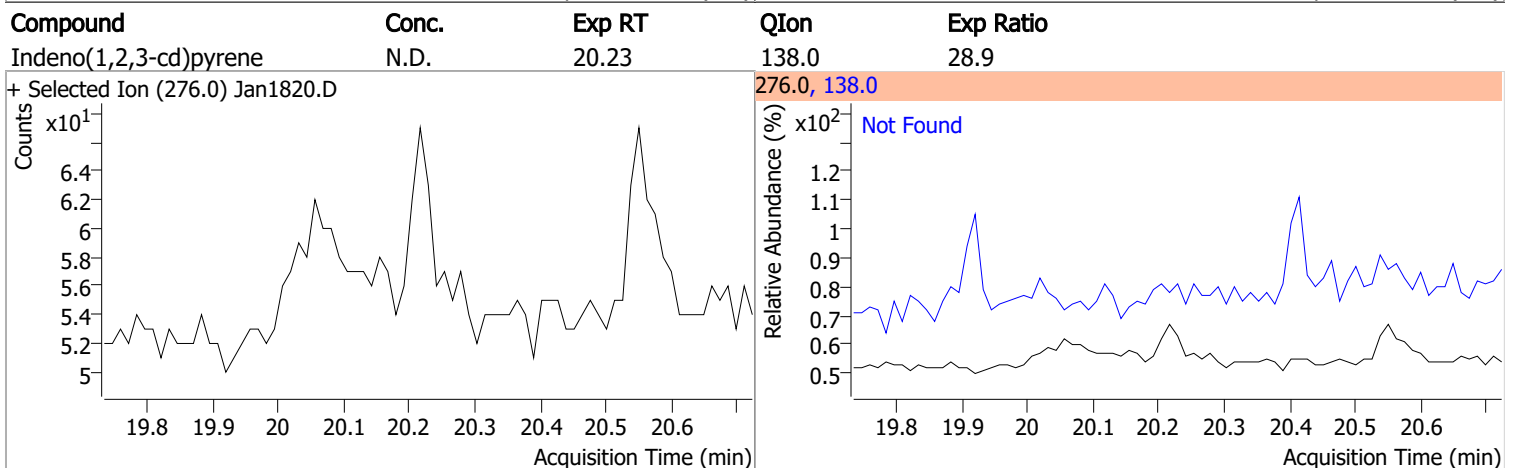 Compound Conc. Exp RT QIon Exp Ratio
Indeno(1,2,3-cd)pyrene N.D. 20.23 138.0 28.9
+ Selected Ion (276.0) Jan1820.D
Counts
x10¹
6.4
6.2
6
5.8
5.6
5.4
5.2
5
19.8 19.9 20 20.1 20.2 20.3 20.4 20.5 20.6
Acquisition Time (min)
276.0, 138.0
Relative Abundance (%)
x10²
Not Found
1.2
1.1
1
0.9
0.8
0.7
0.6
0.5
19.8 19.9 20 20.1 20.2 20.3 20.4 20.5 20.6
Acquisition Time (min)